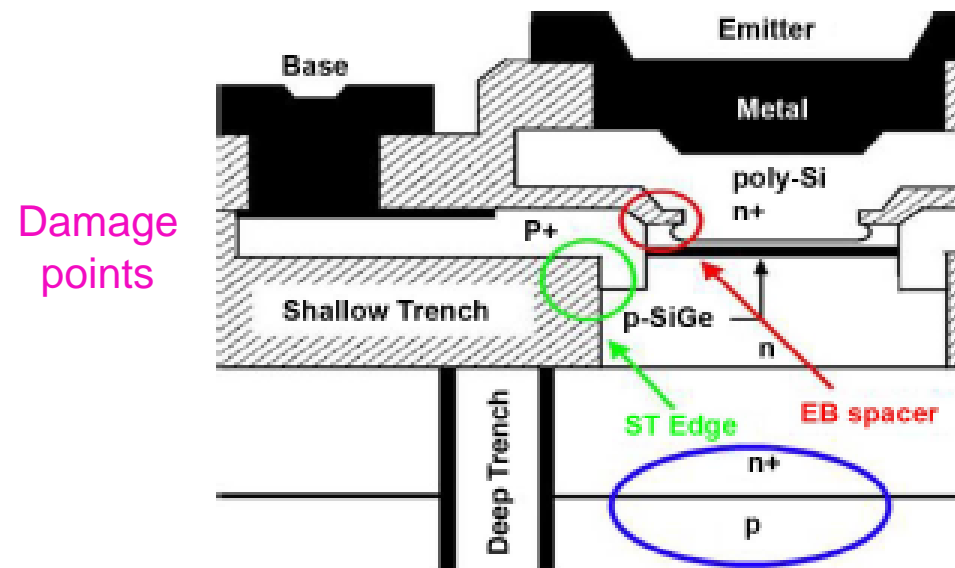 Emitter
Base
Metal
poly-Si
n+
Damage
points
P+
Shallow Trench
p-SiGe
n
EB spacer
ST Edge
Deep Trench
n+
p